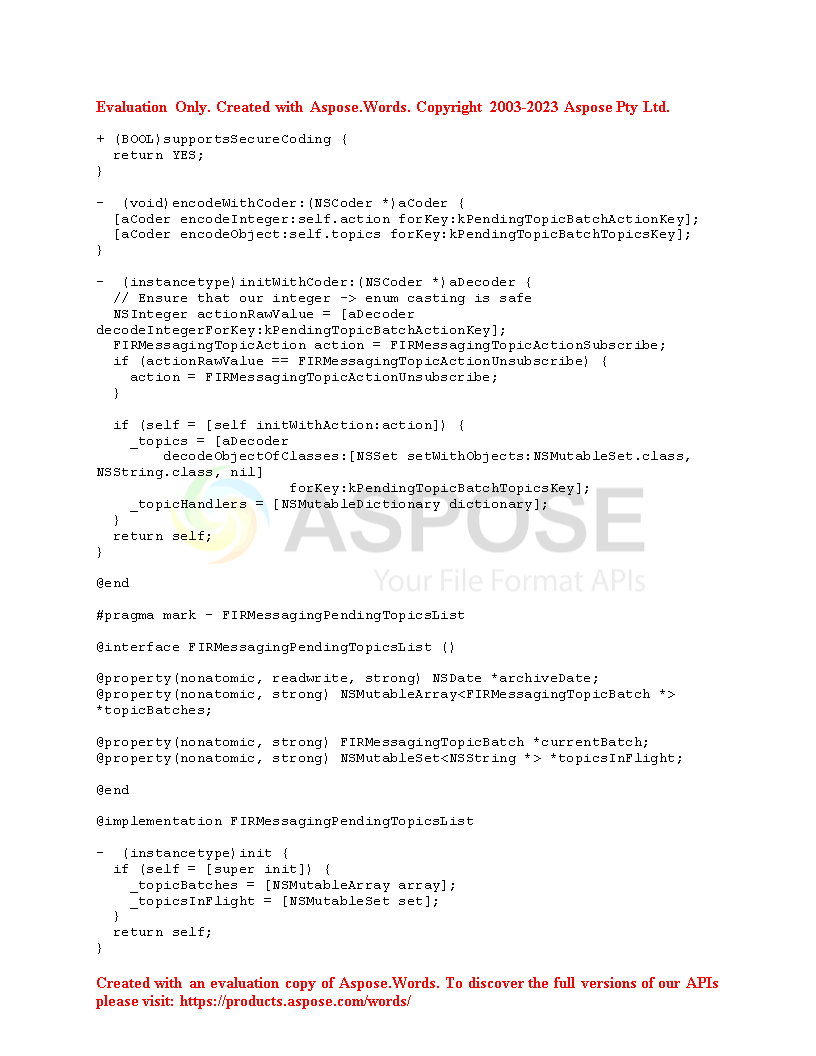 Evaluation Only. Created with Aspose.Words. Copyright 2003-2023 Aspose Pty Ltd.
+ (BOOL)supportsSecureCoding {
  return YES;
}
-  (void)encodeWithCoder:(NSCoder *)aCoder {
  [aCoder encodeInteger:self.action forKey:kPendingTopicBatchActionKey];
  [aCoder encodeObject:self.topics forKey:kPendingTopicBatchTopicsKey];
}
-  (instancetype)initWithCoder:(NSCoder *)aDecoder {
  // Ensure that our integer -> enum casting is safe
  NSInteger actionRawValue = [aDecoder
decodeIntegerForKey:kPendingTopicBatchActionKey];
  FIRMessagingTopicAction action = FIRMessagingTopicActionSubscribe;
  if (actionRawValue == FIRMessagingTopicActionUnsubscribe) {
    action = FIRMessagingTopicActionUnsubscribe;
  }
  if (self = [self initWithAction:action]) {
    _topics = [aDecoder
        decodeObjectOfClasses:[NSSet setWithObjects:NSMutableSet.class,
NSString.class, nil]
                       forKey:kPendingTopicBatchTopicsKey];
    _topicHandlers = [NSMutableDictionary dictionary];
  }
  return self;
}
ASPOSE
Your File Format APIs
@end
#pragma mark - FIRMessagingPendingTopicsList
@interface FIRMessagingPendingTopicsList ()
@property(nonatomic, readwrite, strong) NSDate *archiveDate;
@property(nonatomic, strong) NSMutableArray<FIRMessagingTopicBatch *>
*topicBatches;
@property(nonatomic, strong) FIRMessagingTopicBatch *currentBatch;
@property(nonatomic, strong) NSMutableSet<NSString *> *topicsInFlight;
@end
@implementation FIRMessagingPendingTopicsList
-  (instancetype)init {
  if (self = [super init]) {
    _topicBatches = [NSMutableArray array];
    _topicsInFlight = [NSMutableSet set];
  }
  return self;
}
Created with an evaluation copy of Aspose.Words. To discover the full versions of our APIs
please visit: https://products.aspose.com/words/